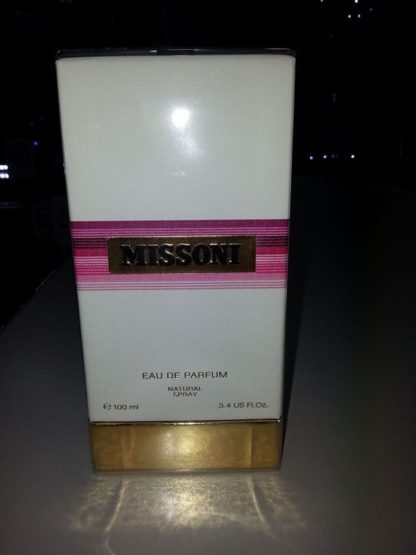 MISSONI
EAU DE PARFUM
NATURAL
SPRAY
℮ 100 ml 3.4 US Fl.Oz.